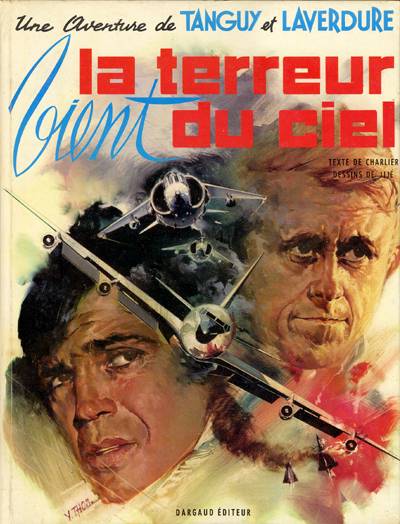 Une Aventure de TANGUY et LAVERDURE
la terreur
vient du ciel
TEXTE DE CHARLIER
DESSINS DE JIJÉ
Y. THOS
DARGAUD ÉDITEUR